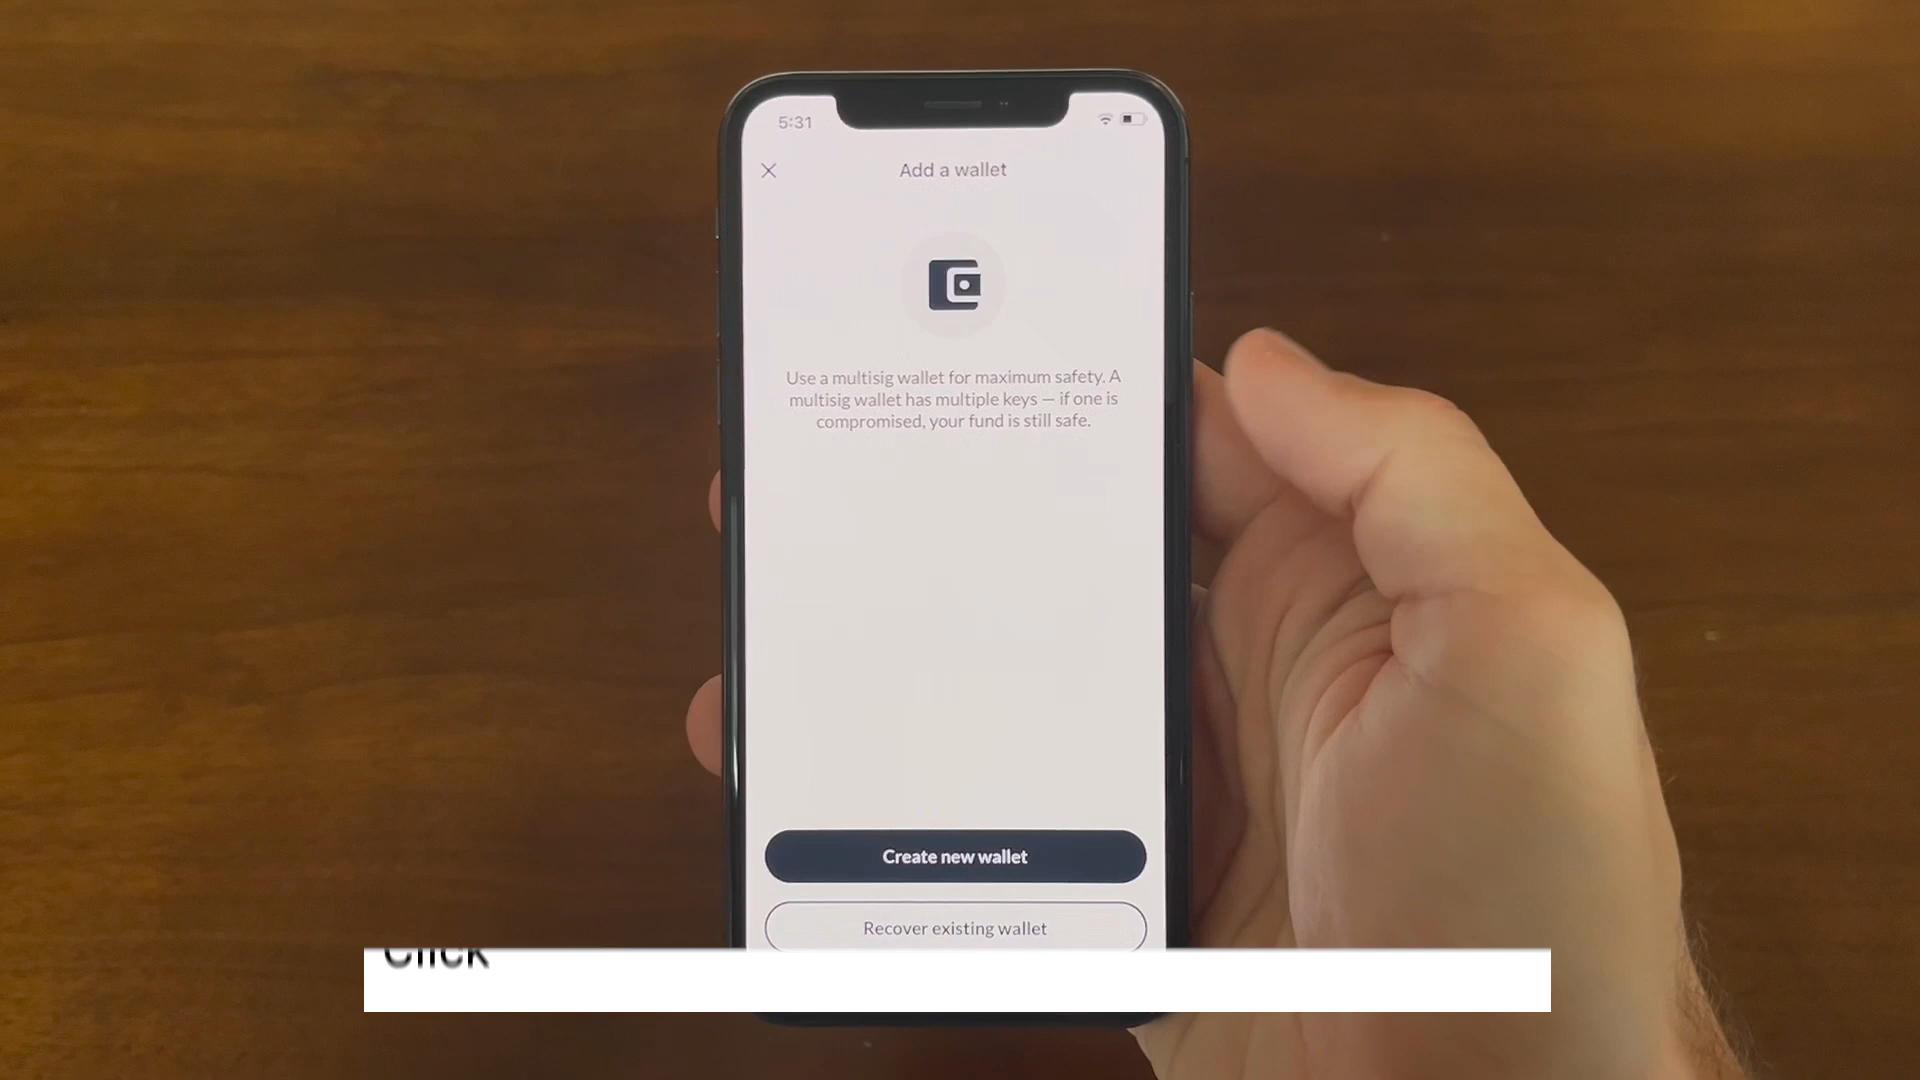 5:31
Add a wallet
Use a multisig wallet for maximum safety. A
multisig wallet has multiple keys — if one is
compromised, your fund is still safe.
Create new wallet
Recover existing wallet
Click